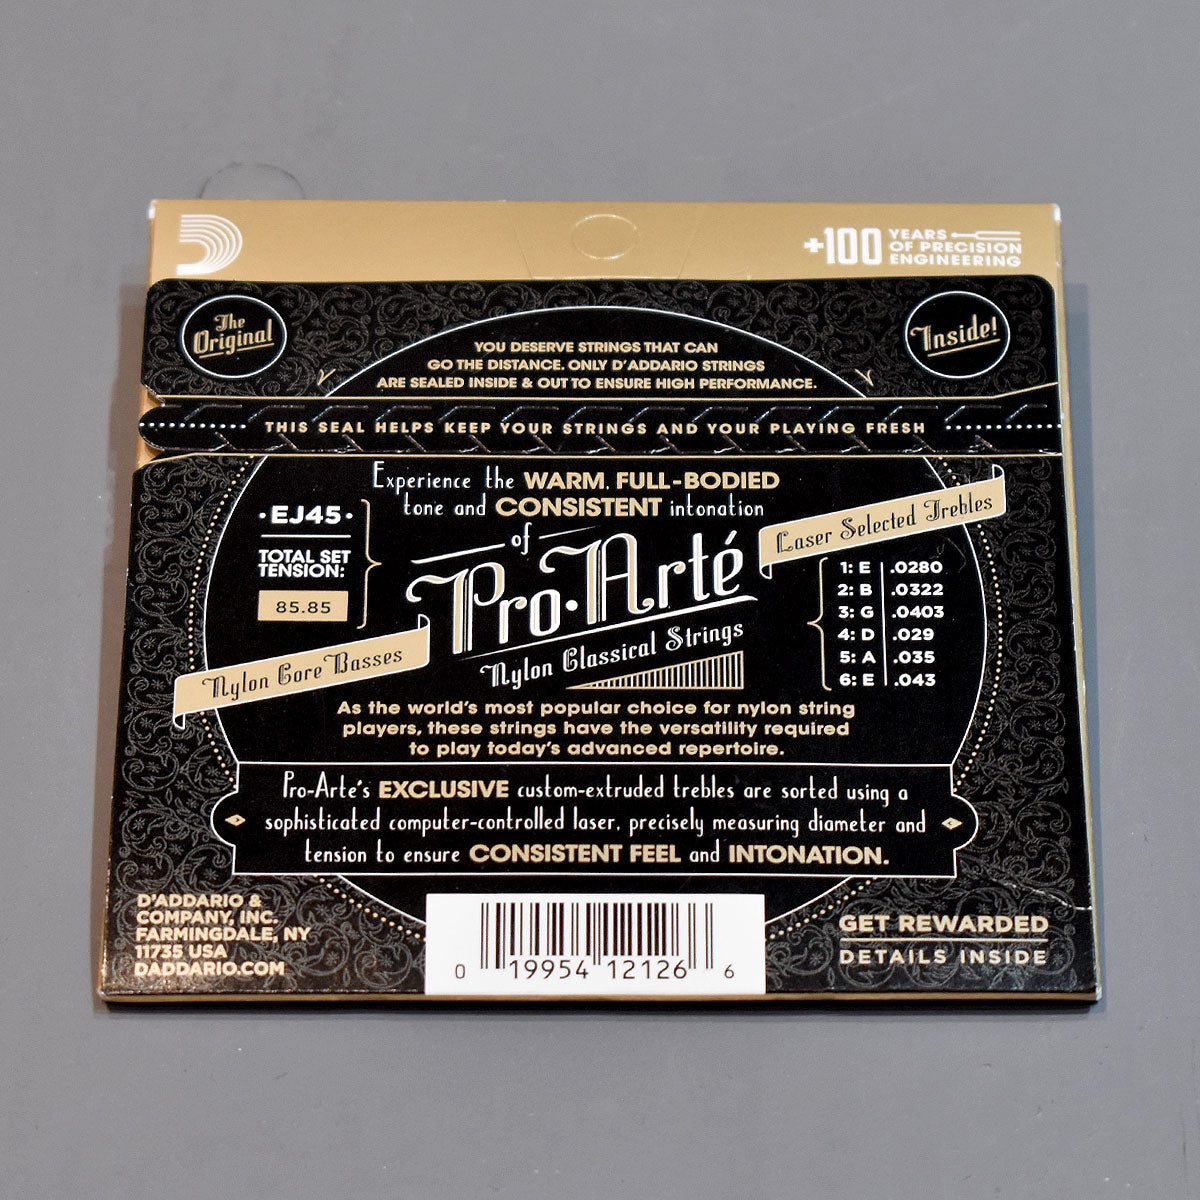 +100 YEARS
OF PRECISION
ENGINEERING
The
Original
Inside!
YOU DESERVE STRINGS THAT CAN
GO THE DISTANCE. ONLY D'ADDARIO STRINGS
ARE SEALED INSIDE & OUT TO ENSURE HIGH PERFORMANCE.
THIS SEAL HELPS KEEP YOUR STRINGS AND YOUR PLAYING FRESH
Experience the WARM, FULL-BODIED
tone and CONSISTENT intonation
of
Pro·Arté
Nylon Classical Strings
·EJ45·
TOTAL SET
TENSION:
85.85
Nylon Core Basses
Laser Selected Trebles
1: E .0280
2: B .0322
3: G .0403
4: D .029
5: A .035
6: E .043
As the world's most popular choice for nylon string
players, these strings have the versatility required
to play today's advanced repertoire.
Pro-Arte's EXCLUSIVE custom-extruded trebles are sorted using a
sophisticated computer-controlled laser, precisely measuring diameter and
tension to ensure CONSISTENT FEEL and INTONATION.
D'ADDARIO &
COMPANY, INC.
FARMINGDALE, NY
11735 USA
DADDARIO.COM
0 19954 12126 6
GET REWARDED
DETAILS INSIDE